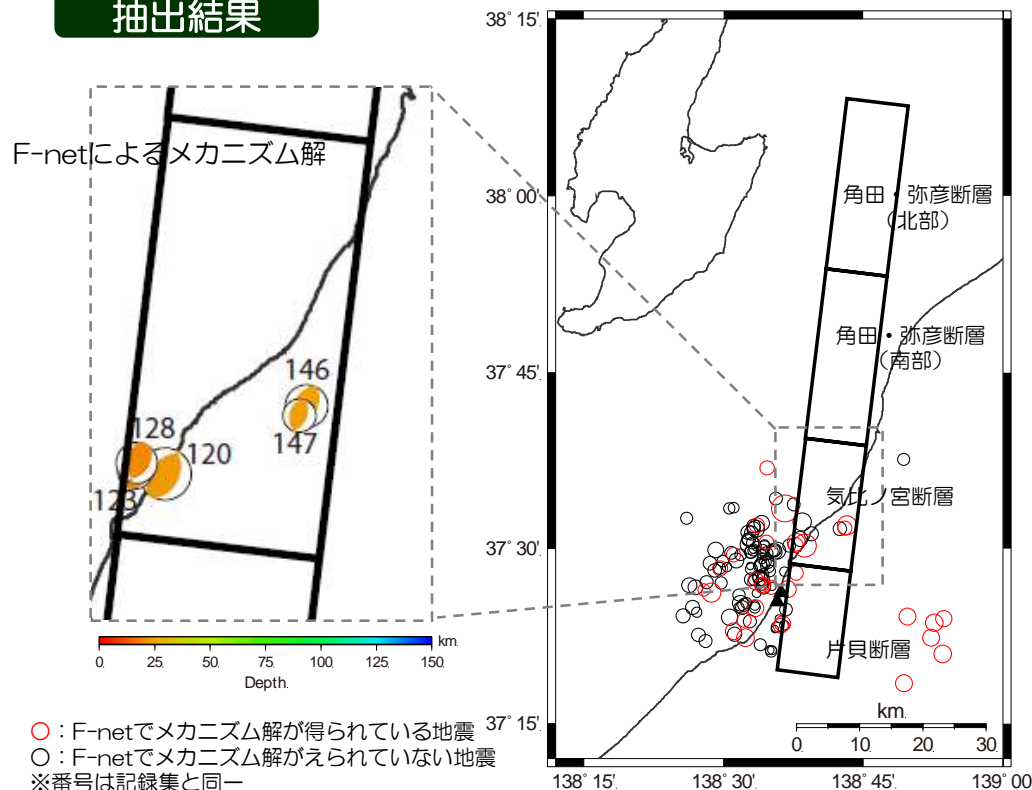 抽出結果
F-netによるメカニズム解
146
147
128
120
123
km.
0. 25. 50. 75. 100. 125. 150.
Depth.
○：F-netでメカニズム解が得られている地震
○：F-netでメカニズム解がえられていない地震
※番号は記録集と同一
38° 15'.
38° 00'.
37° 45'.
37° 30'.
37° 15'.
角田・弥彦断層
（北部）
角田・弥彦断層
（南部）
気比ノ宮断層
片貝断層
km.
0. 10. 20. 30.
138° 15'. 138° 30'. 138° 45'. 139° 00'